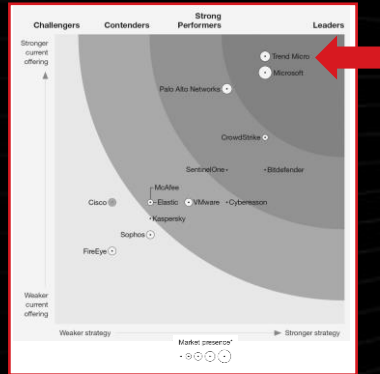 Challengers
Contenders
Strong
Performers
Leaders
Stronger
current
offering
Trend Micro
Microsoft
Palo Alto Networks
CrowdStrike
SentinelOne
Bitdefender
McAfee
Cisco
Elastic
VMware
Cybereason
Kaspersky
Sophos
FireEye
Weaker
current
offering
Weaker strategy
Stronger strategy
Market presence*